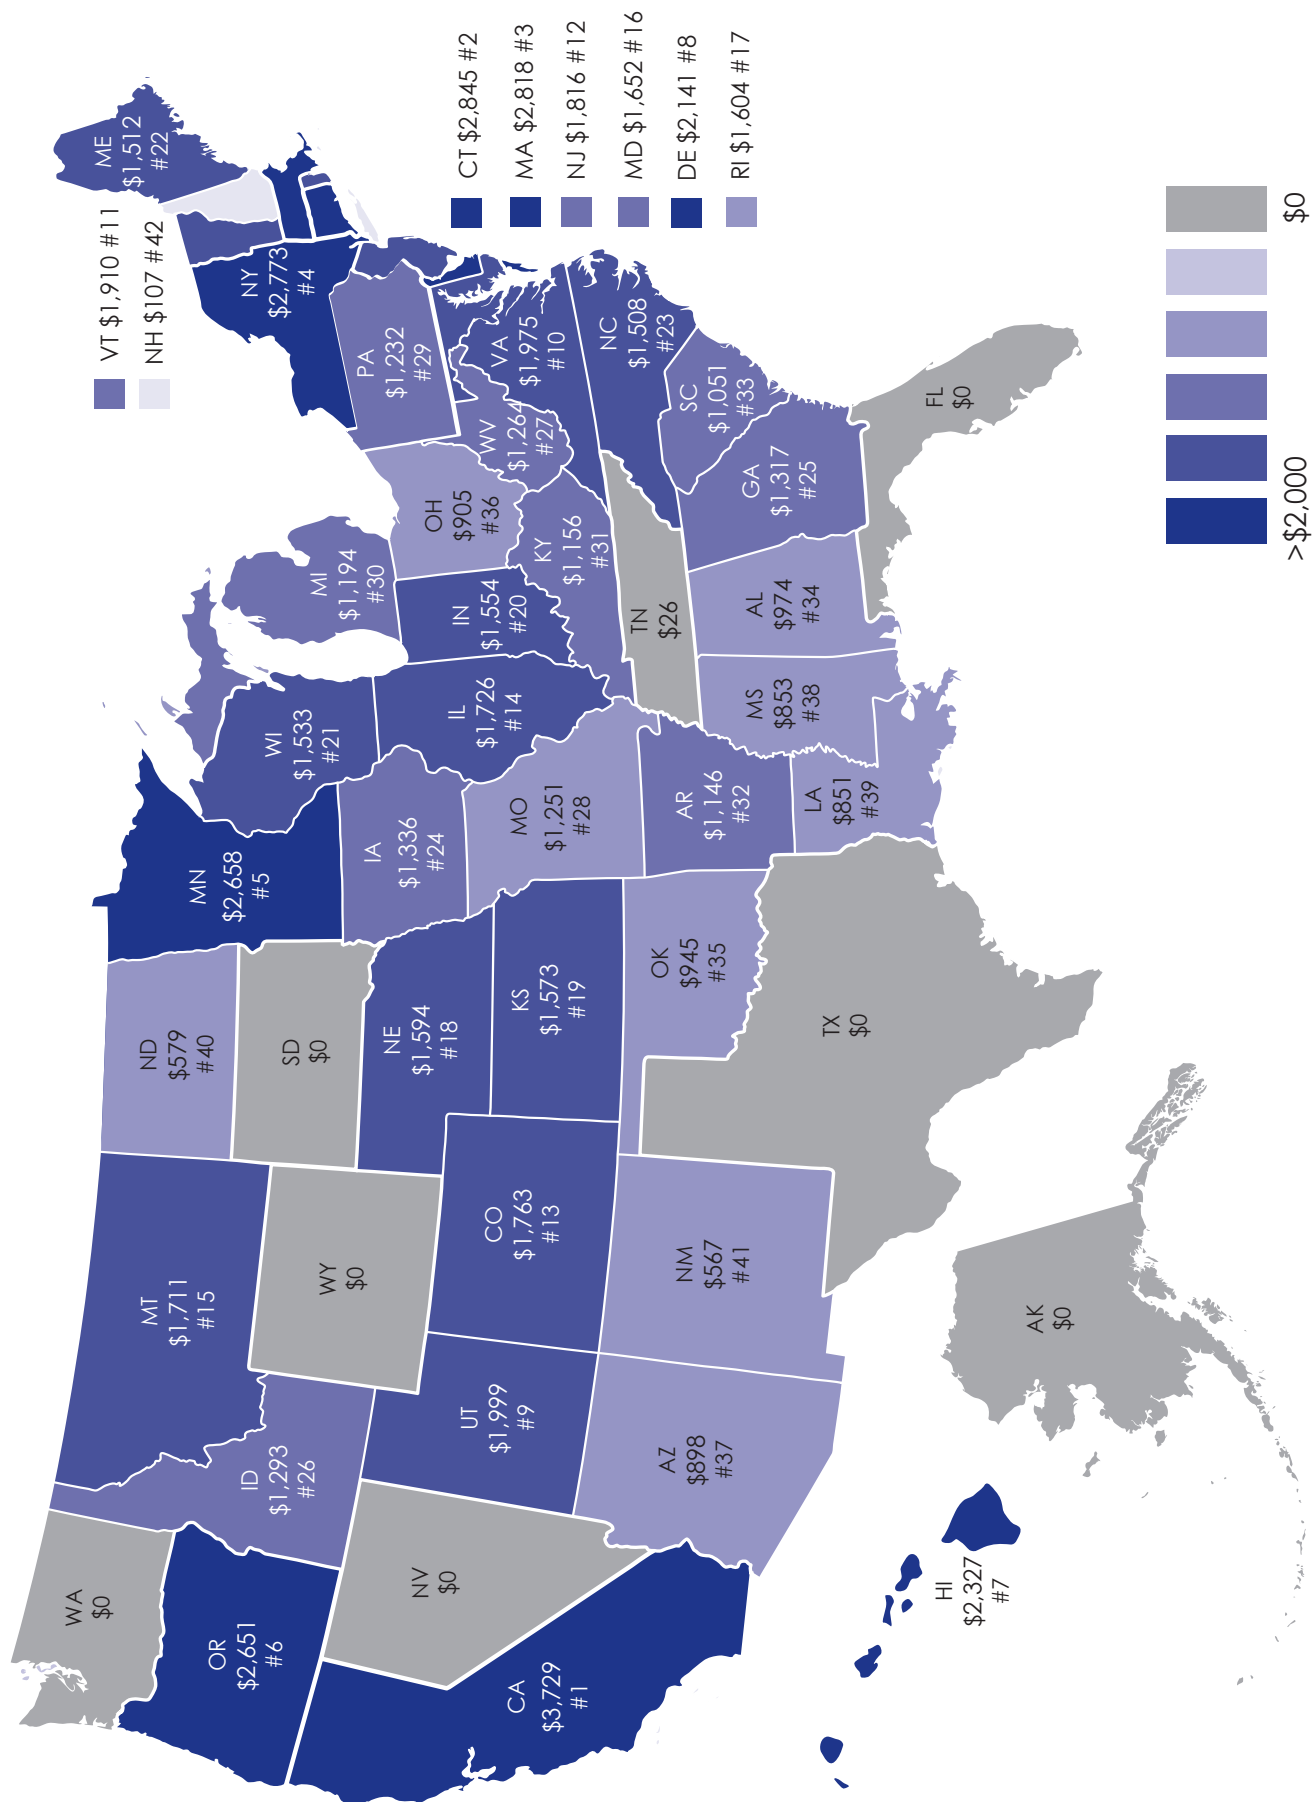 WA
$0
OR
$2,651
#6
CA
$3,729
#1
NV
$0
ID
$1,293
#26
MT
$1,711
#15
WY
$0
UT
$1,999
#9
CO
$1,763
#13
AZ
$898
#37
NM
$567
#41
ND
$579
#40
SD
$0
NE
$1,594
#18
KS
$1,573
#19
OK
$945
#35
TX
$0
MN
$2,658
#5
IA
$1,336
#24
MO
$1,251
#28
AR
$1,146
#32
LA
$851
#39
WI
$1,533
#21
IL
$1,726
#14
MS
$853
#38
MI
$1,194
#30
IN
$1,554
#20
KY
$1,156
#31
TN
$26
AL
$974
#34
OH
$905
#36
WV
$1,264
#27
GA
$1,317
#25
FL
$0
SC
$1,051
#33
NC
$1,508
#23
VA
$1,975
#10
PA
$1,232
#29
NY
$2,773
#4
ME
$1,512
#22
VT $1,910 #11
NH $107 #42
CT $2,845 #2
MA $2,818 #3
NJ $1,816 #12
MD $1,652 #16
DE $2,141 #8
RI $1,604 #17
HI
$2,327
#7
AK
$0
>$2,000
$0